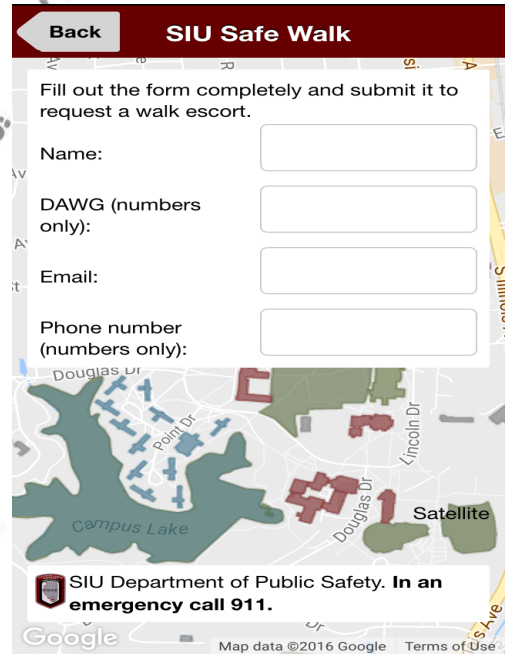 Back
SIU Safe Walk
Fill out the form completely and submit it to
request a walk escort.
Name:
DAWG (numbers
only):
Email:
Phone number
(numbers only):
Douglas Dr
Point Dr
Lincoln Dr
Douglas Dr
Campus Lake
Satellite
SIU Department of Public Safety. In an
emergency call 911.
Google
Map data ©2016 Google
Terms of Use